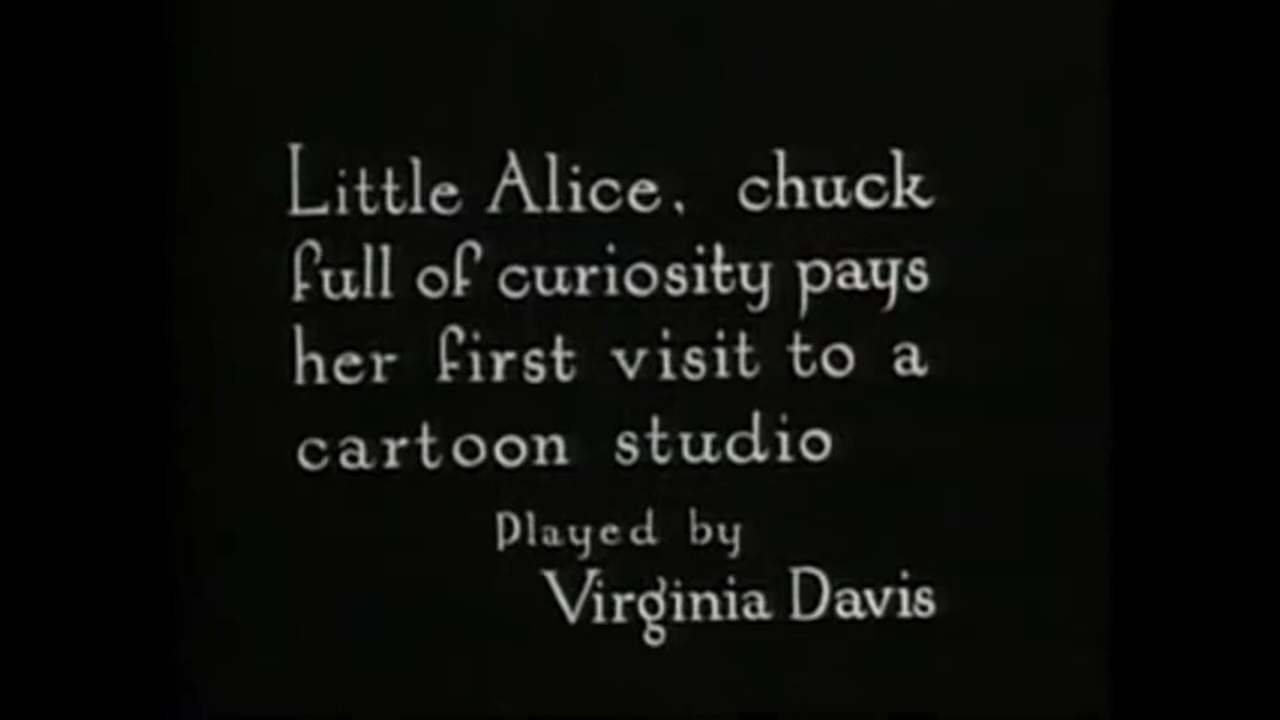 Little Alice, chuck
full of curiosity pays
her first visit to a
cartoon studio
Played by
Virginia Davis